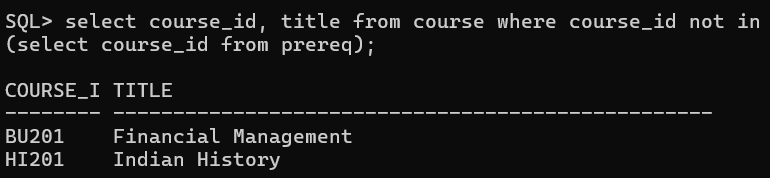 SQL> select course_id, title from course where course_id not in
(select course_id from prereq);
COURSE_I TITLE
-------- --------------------------------------------------
BU201    Financial Management
HI201    Indian History